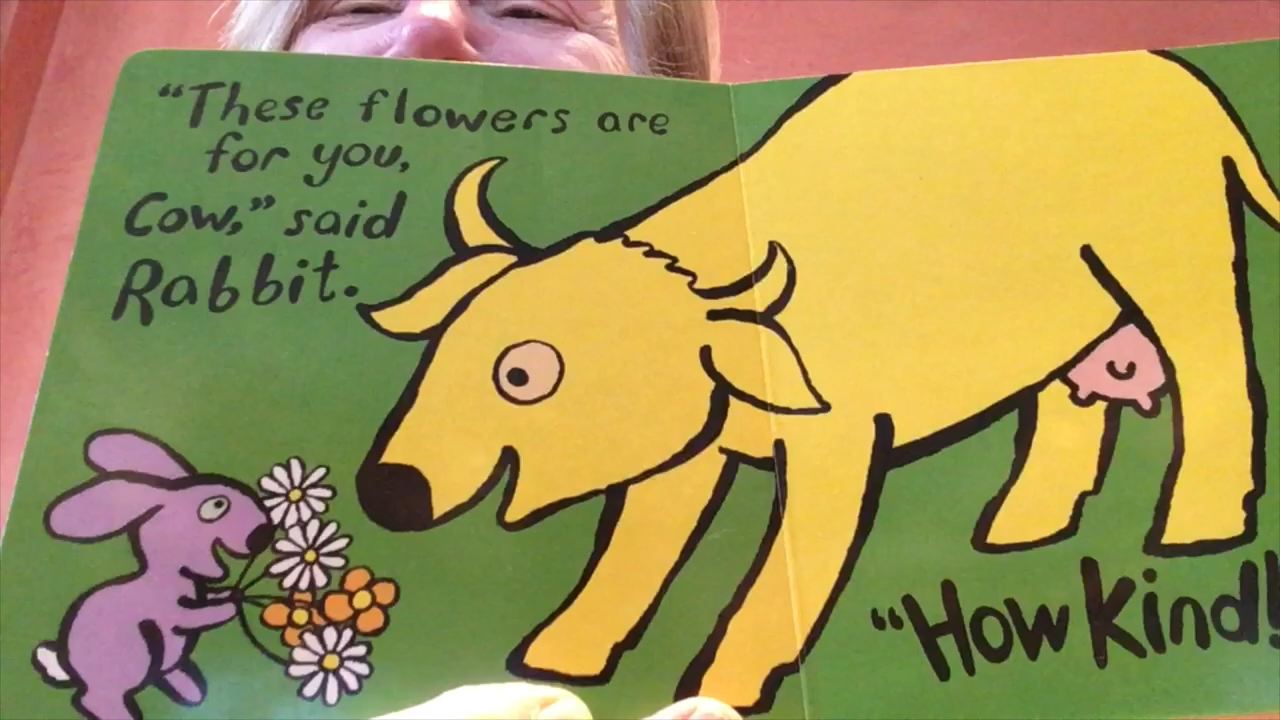 “These flowers are
for you,
Cow,” said
Rabbit.
“How kind!